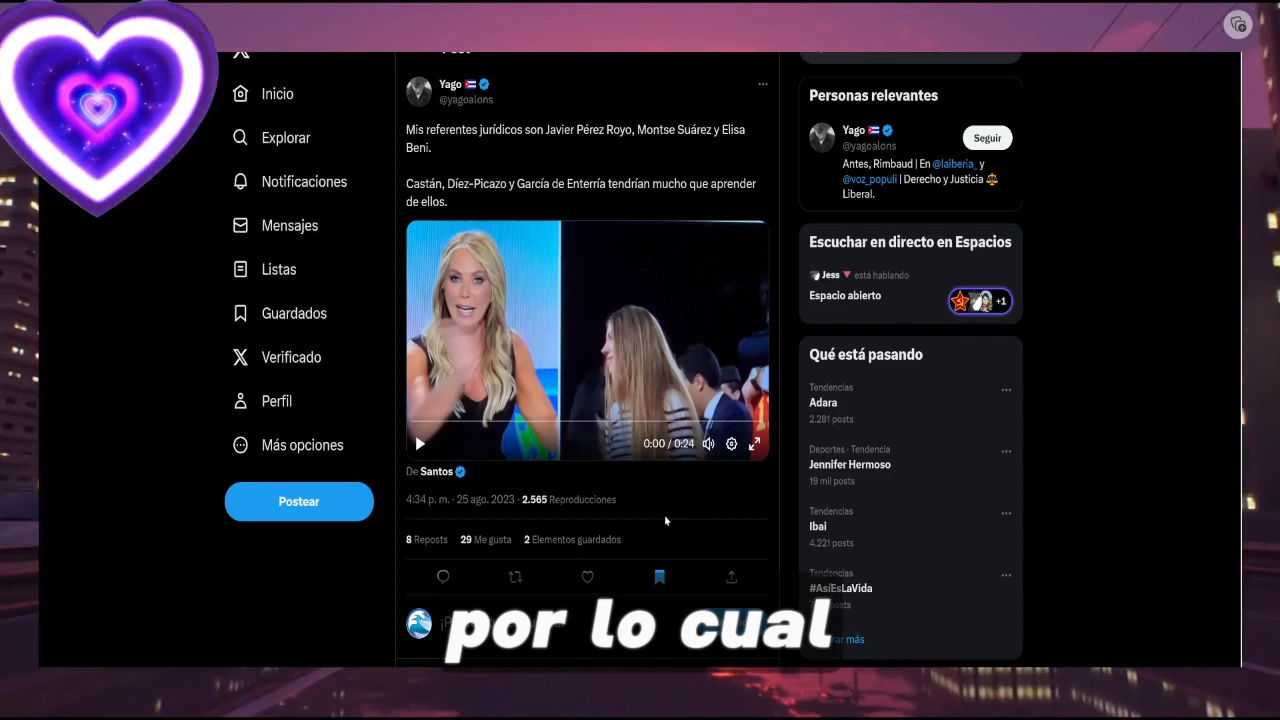 Inicio
Explorar
Notificaciones
Mensajes
Listas
Guardados
Verificado
Perfil
Más opciones
Postear
Yago
@yagoalons
Mis referentes jurídicos son Javier Pérez Royo, Montse Suárez y Elisa
Beni.
Castán, Díez-Picazo y García de Enterría tendrían mucho que aprender
de ellos.
0:00 / 0:24
De Santos
4:34 p. m. · 25 ago. 2023 · 2.565 Reproducciones
8 Reposts 29 Me gusta 2 Elementos guardados
Personas relevantes
Yago
@yagoalons
Seguir
Antes, Rimbaud | En @laiberia_ y
@voz_populi | Derecho y Justicia
Liberal.
Escuchar en directo en Espacios
Jess está hablando
Espacio abierto
+1
Qué está pasando
Tendencias
Adara
2.281 posts
Deportes · Tendencia
Jennifer Hermoso
19 mil posts
Tendencias
Ibai
4.221 posts
Tendencias
#AsíEsLaVida
posts
más
por lo cual